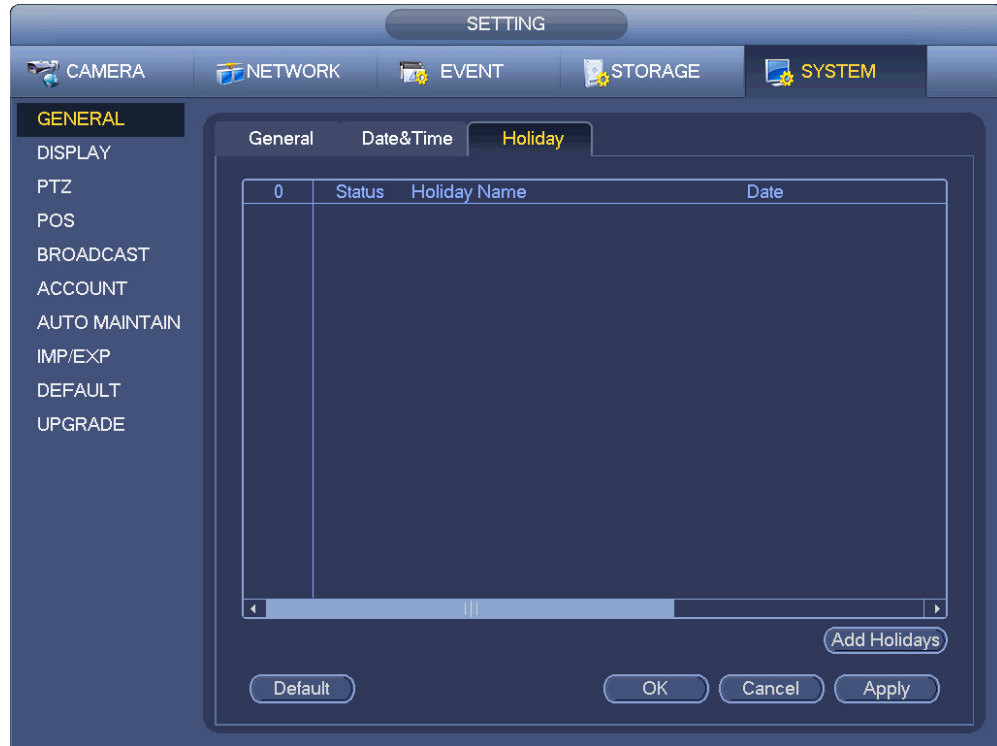 SETTING
CAMERA NETWORK EVENT STORAGE SYSTEM
GENERAL
DISPLAY
PTZ
POS
BROADCAST
ACCOUNT
AUTO MAINTAIN
IMP/EXP
DEFAULT
UPGRADE
General Date&Time Holiday
0 Status Holiday Name Date
Add Holidays
Default OK Cancel Apply